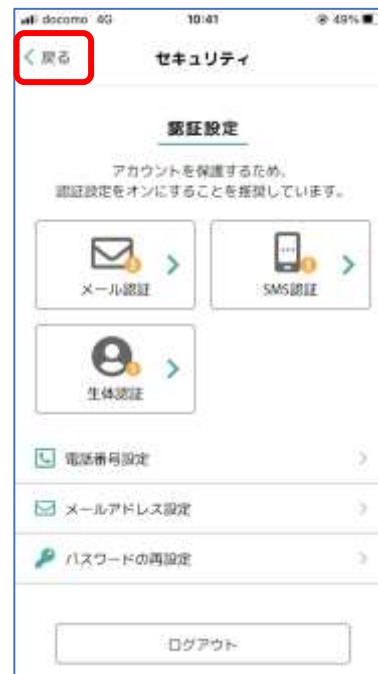 docomo 4G 10:41 49%
戻る セキュリティ
認証設定
アカウントを保護するため、
認証設定をオンにすることを推奨しています。
メール認証 SMS認証
生体認証
電話番号設定
メールアドレス設定
パスワードの再設定
ログアウト